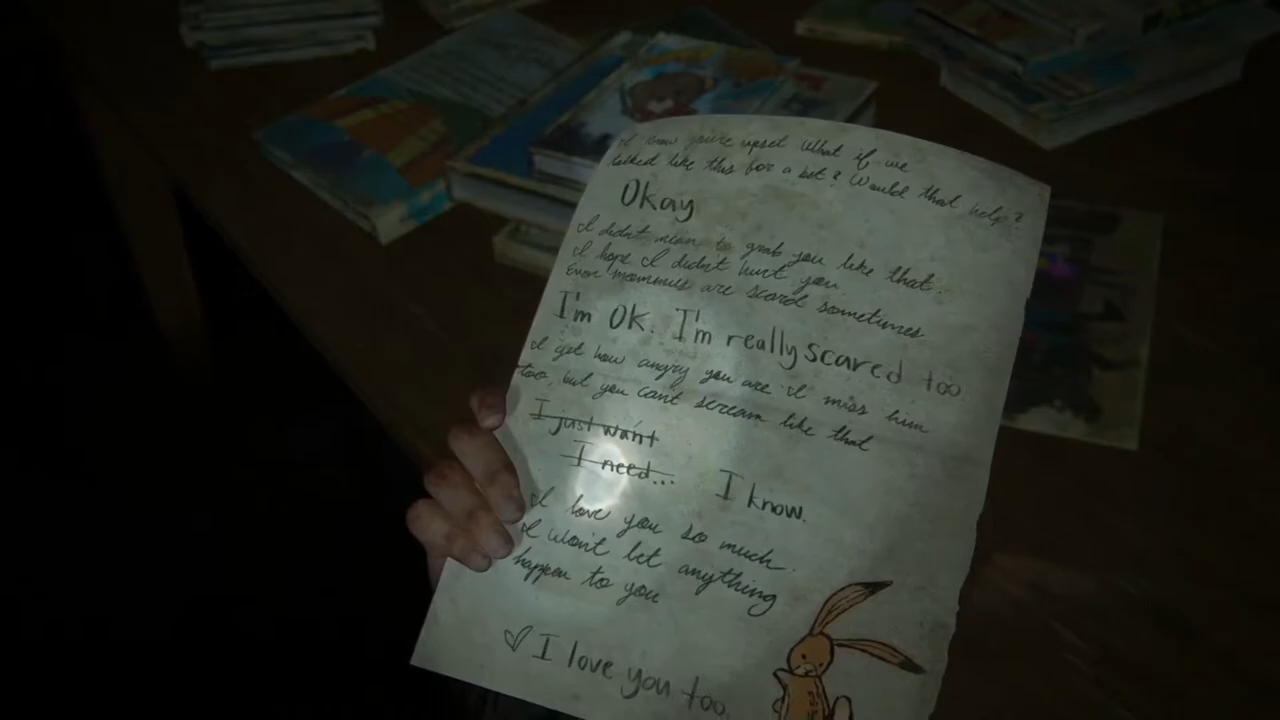 I know you're upset What if we
talked like this for a bit? Would that help?
Okay
I didn't mean to grab you like that.
I hope I didn't hurt you
Even mommies are scard sometimes
I'm OK. I'm really scared too
I get how angry you are I miss him
too, but you cant scream like that
I just want
I need... I know.
I love you so much.
I won't let anything
happen to you
I love you too.